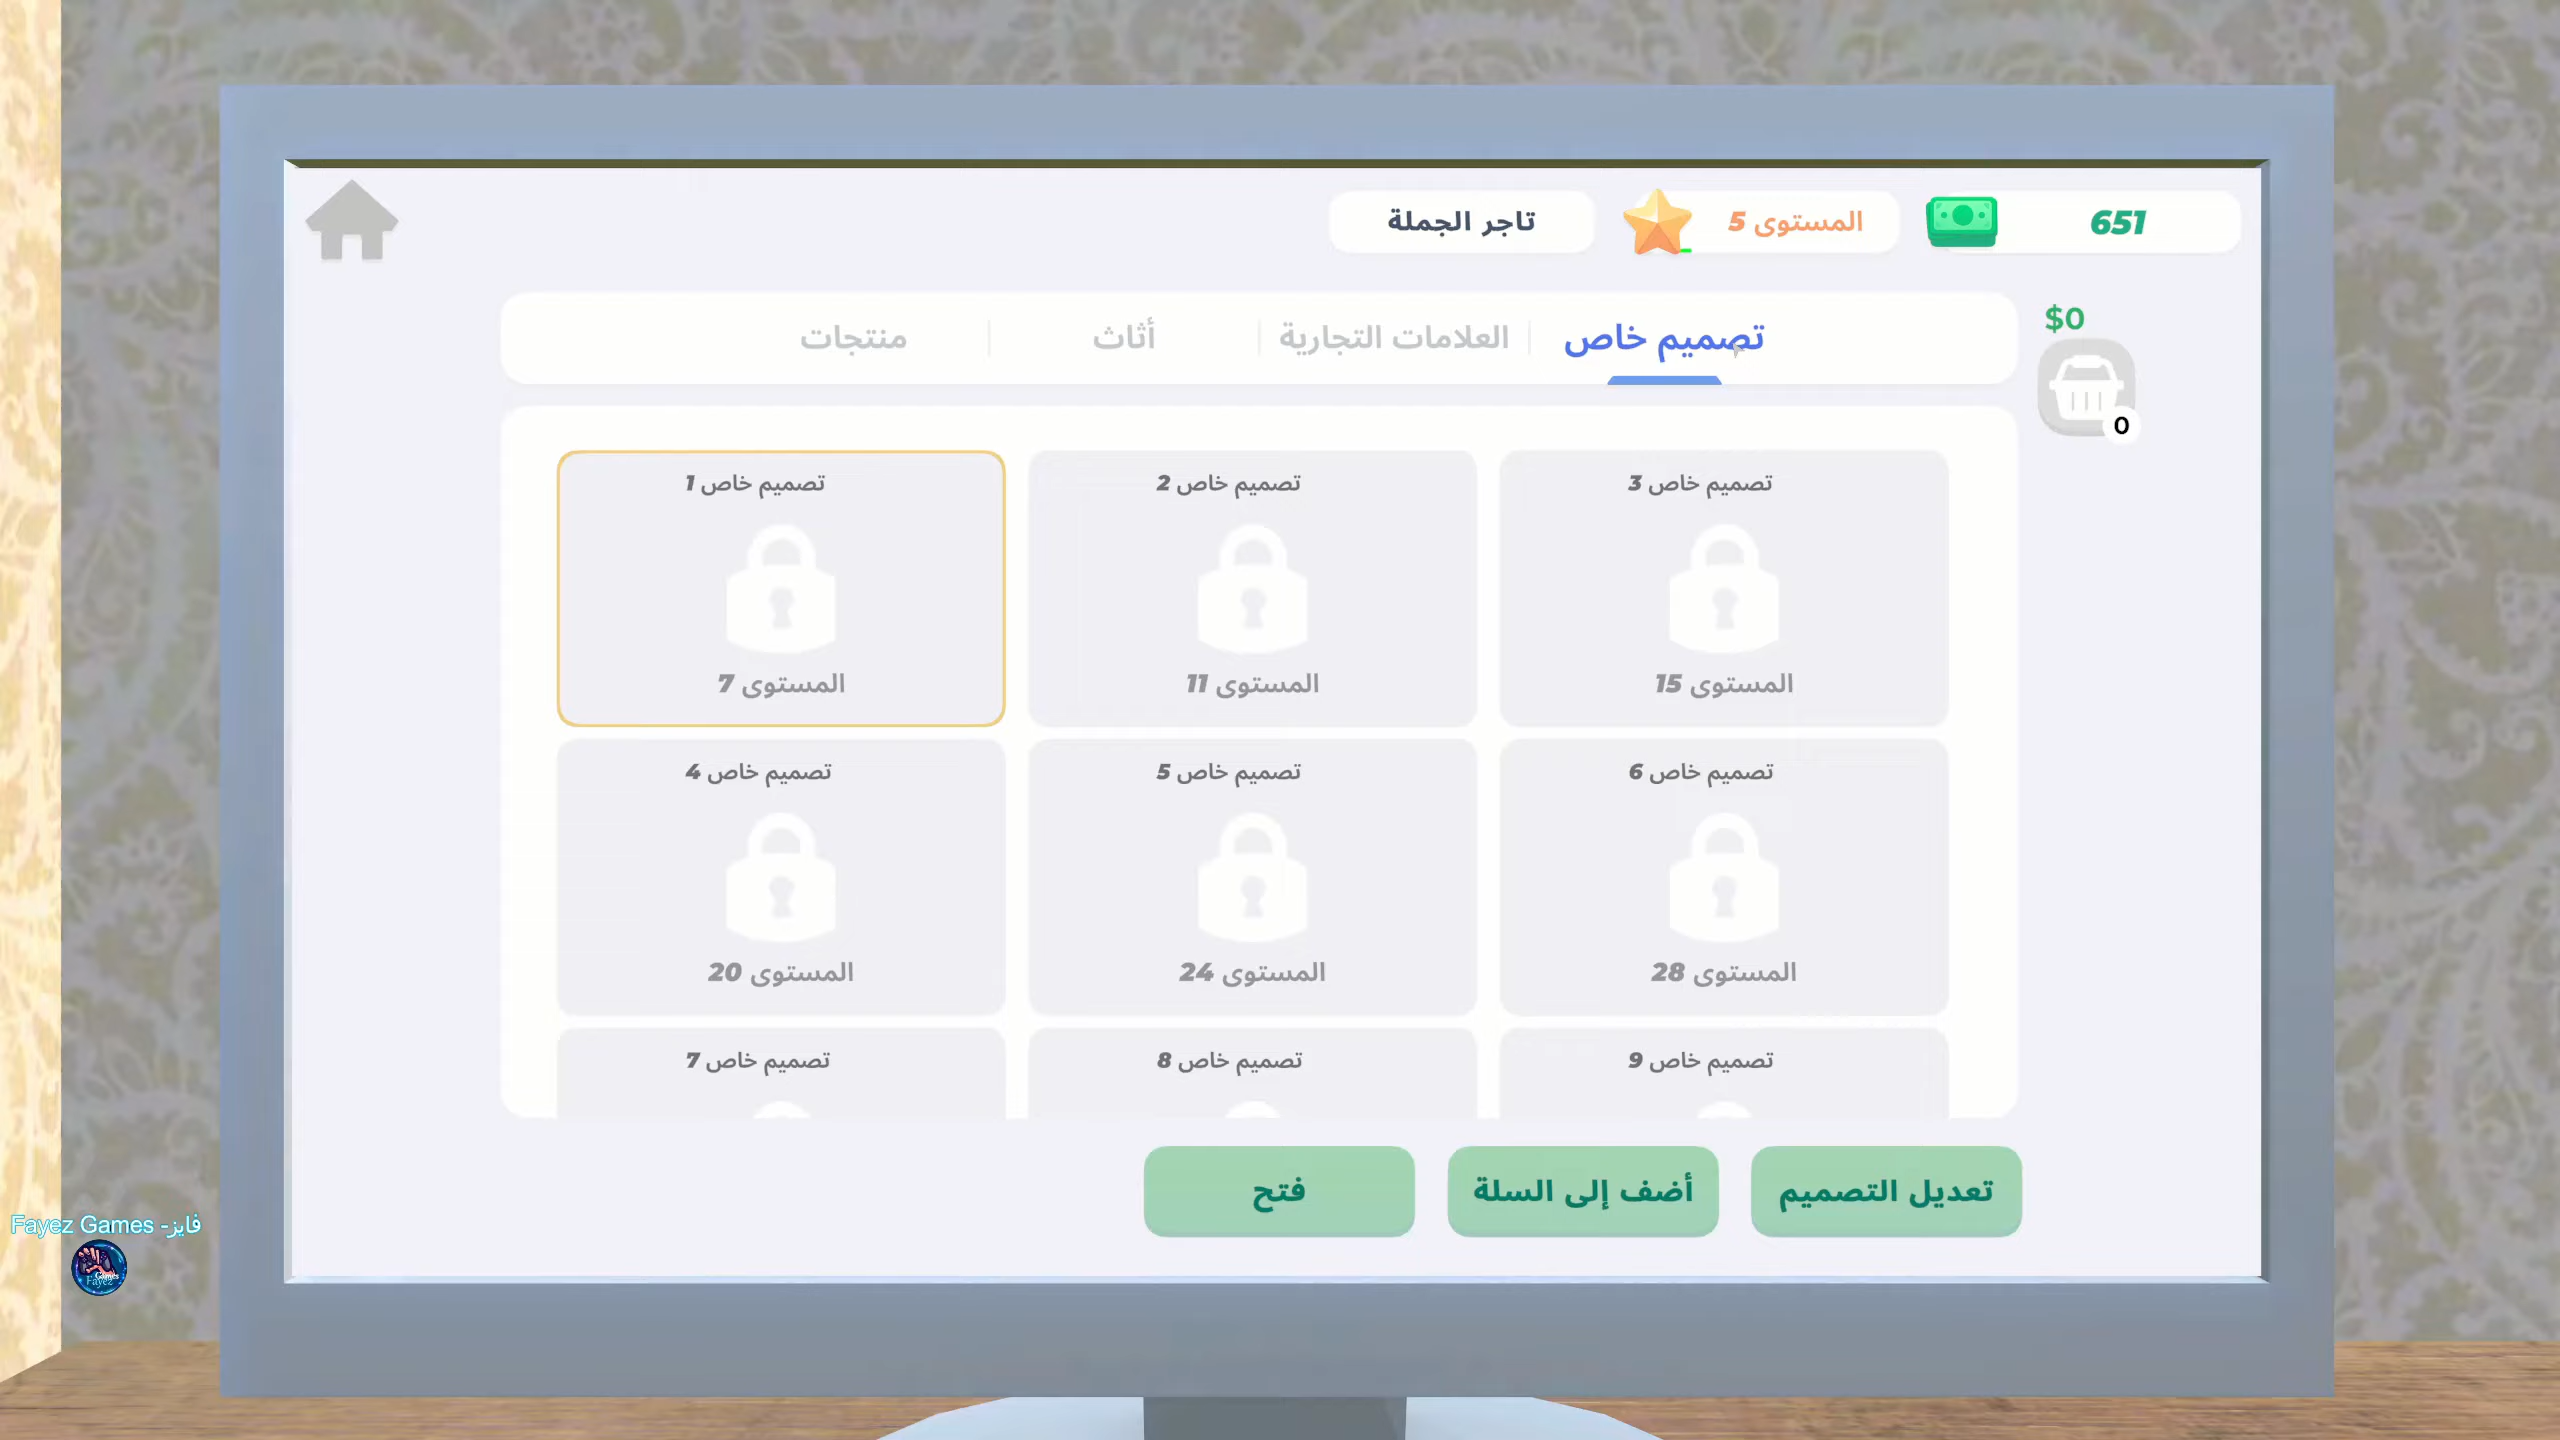 تاجر الجملة
المستوى 5
651
تصميم خاص
العلامات التجارية
أثاث
منتجات
$0
0
تصميم خاص 1
المستوى 7
تصميم خاص 2
المستوى 11
تصميم خاص 3
المستوى 15
تصميم خاص 4
المستوى 20
تصميم خاص 5
المستوى 24
تصميم خاص 6
المستوى 28
تصميم خاص 7
تصميم خاص 8
تصميم خاص 9
تعديل التصميم
أضف إلى السلة
فتح
Fayez Games -فايز
Games
Fayez